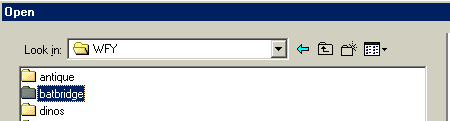 Open
Look in: WFY
antique
batbridge
dinos